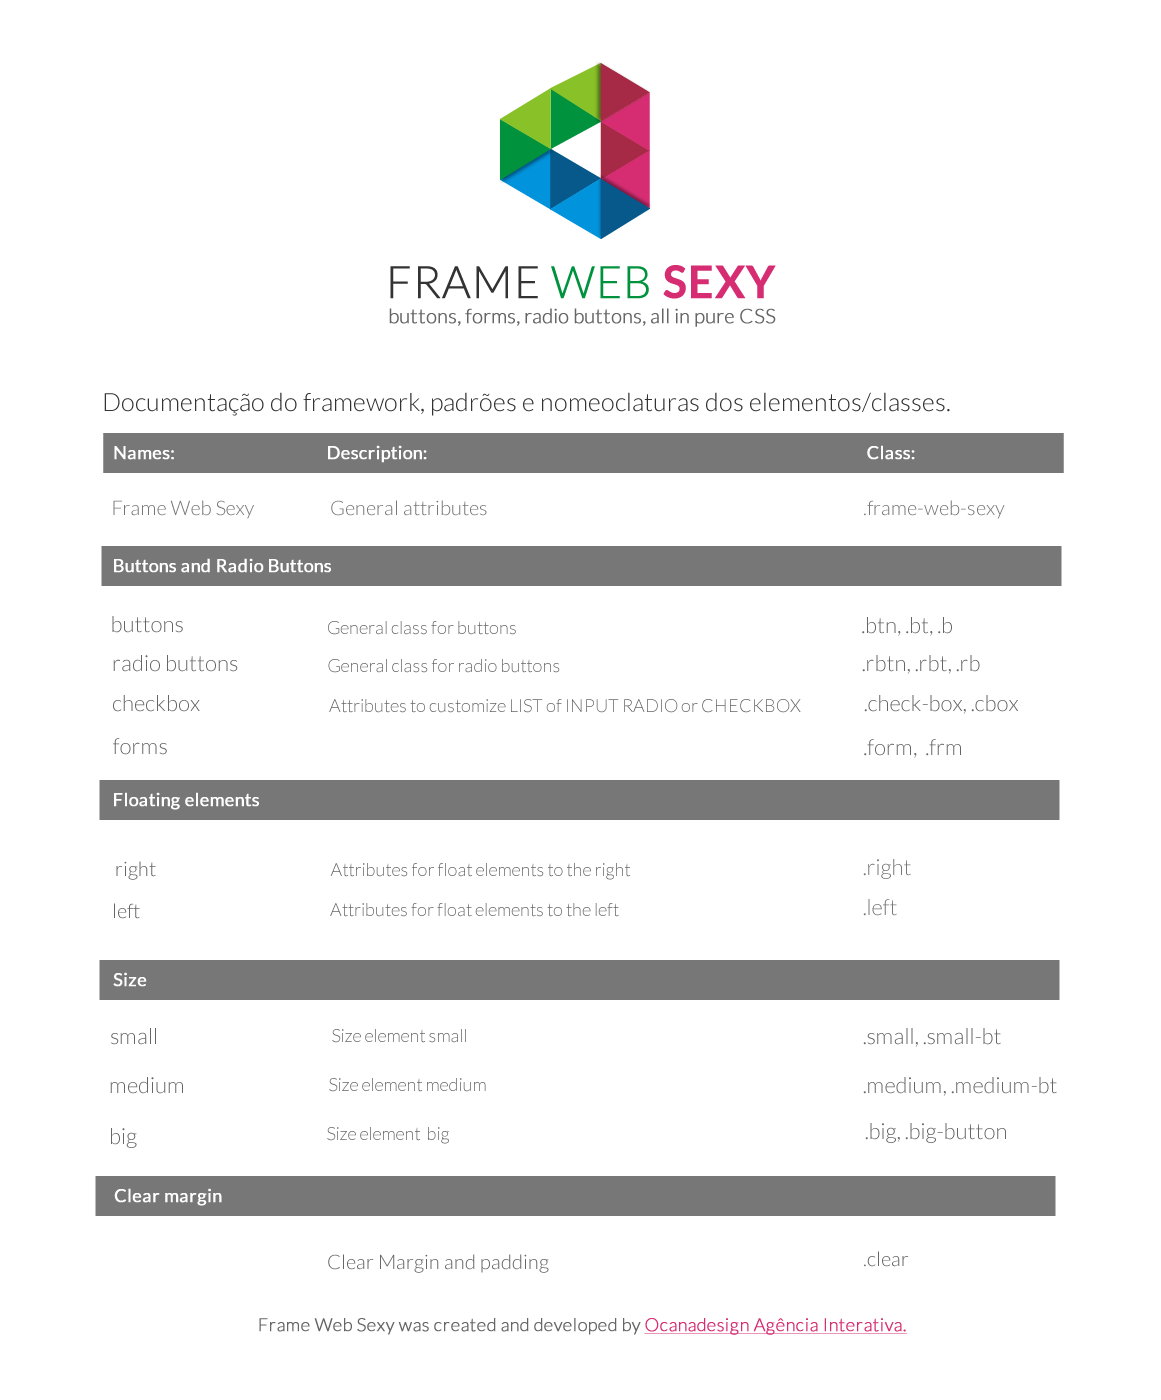 FRAME WEB SEXY
buttons, forms, radio buttons, all in pure CSS
Documentação do framework, padrões e nomeoclaturas dos elementos/classes.
Names: Description: Class:
Frame Web Sexy General attributes .frame-web-sexy
Buttons and Radio Buttons
buttons General class for buttons .btn, .bt, .b
radio buttons General class for radio buttons .rbtn, .rbt, .rb
checkbox Attributes to customize LIST of INPUT RADIO or CHECKBOX .check-box, .cbox
forms .form, .frm
Floating elements
right Attributes for float elements to the right .right
left Attributes for float elements to the left .left
Size
small Size element small .small, .small-bt
medium Size element medium .medium, .medium-bt
big Size element big .big, .big-button
Clear margin
Clear Margin and padding .clear
Frame Web Sexy was created and developed by Ocanadesign Agência Interativa.